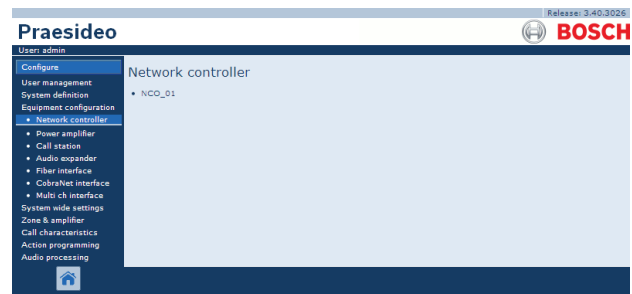 Release: 3.40.3026
Praesideo
BOSCH
User: admin
Configure
User management
System definition
Equipment configuration
• Network controller
• Power amplifier
• Call station
• Audio expander
• Fiber interface
• CobraNet interface
• Multi ch interface
System wide settings
Zone & amplifier
Call characteristics
Action programming
Audio processing
Network controller
• NCO_01